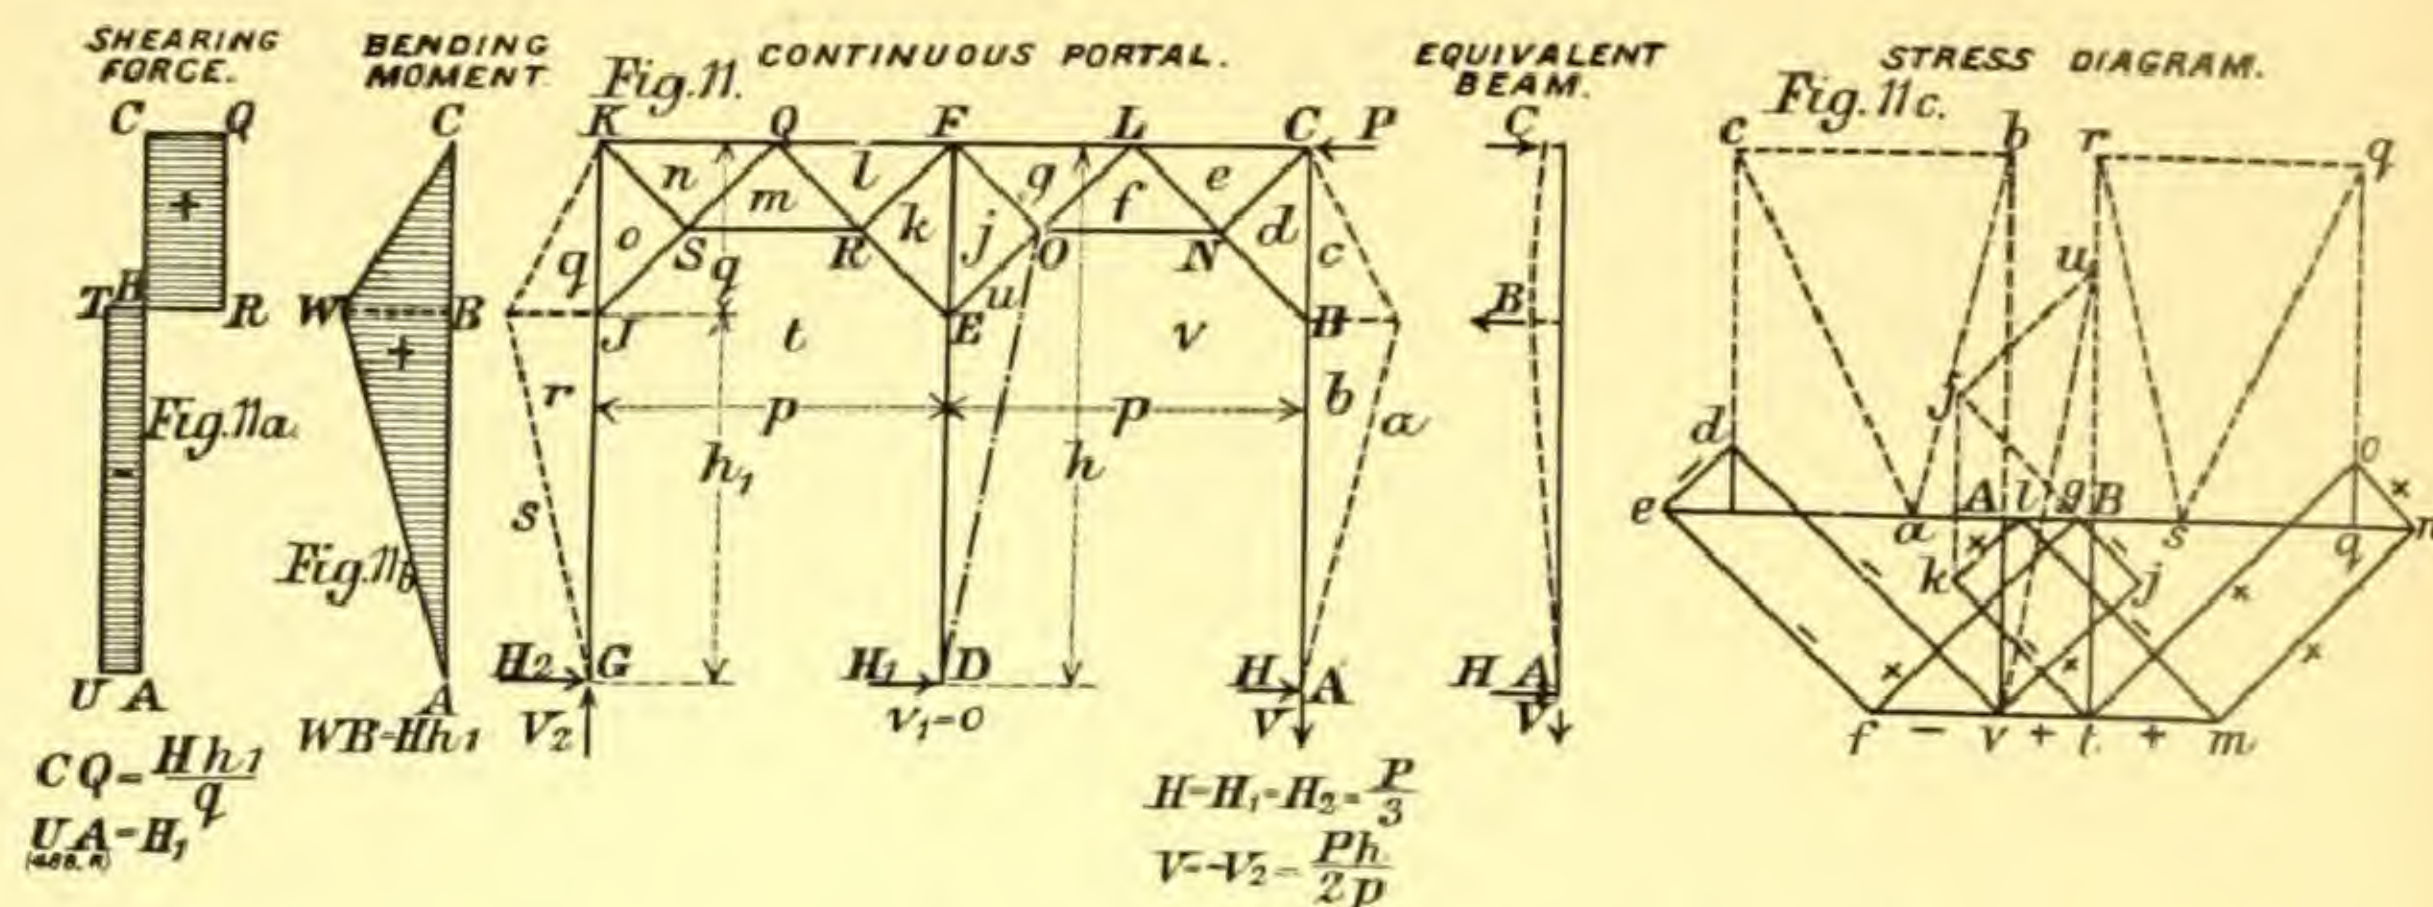 SHEARING FORCE.
BENDING MOMENT
Fig. 11.
CONTINUOUS PORTAL.
EQUIVALENT BEAM.
STRESS DIAGRAM.
Fig. 11c.
C Q
+
T B R
-
U A
Fig. 11a.
C
W B
+
A
Fig. 11b
K Q F L C P
n l g e
m f
o k j d
q S q R O N c
J E u B
t v
r p p b
h1 h a
s
H2 G H1 D H A
V2 V1=0 V
C
B
H A
V
c b r q
u
j
d o
e a A l g B s q n
k j
f - v + t + m
WB=Hh1
CQ=Hh1/q
UA=H1
H=H1=H2=P/3
V=-V2=Ph/2p